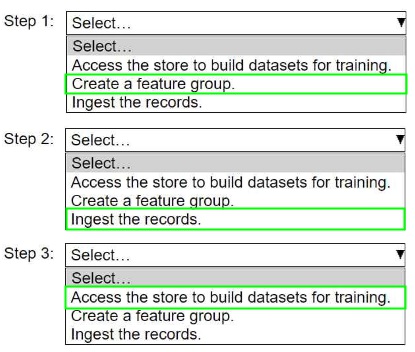 Step 1: Select...
Select...
Access the store to build datasets for training.
Create a feature group.
Ingest the records.
Step 2: Select...
Select...
Access the store to build datasets for training.
Create a feature group.
Ingest the records.
Step 3: Select...
Select...
Access the store to build datasets for training.
Create a feature group.
Ingest the records.